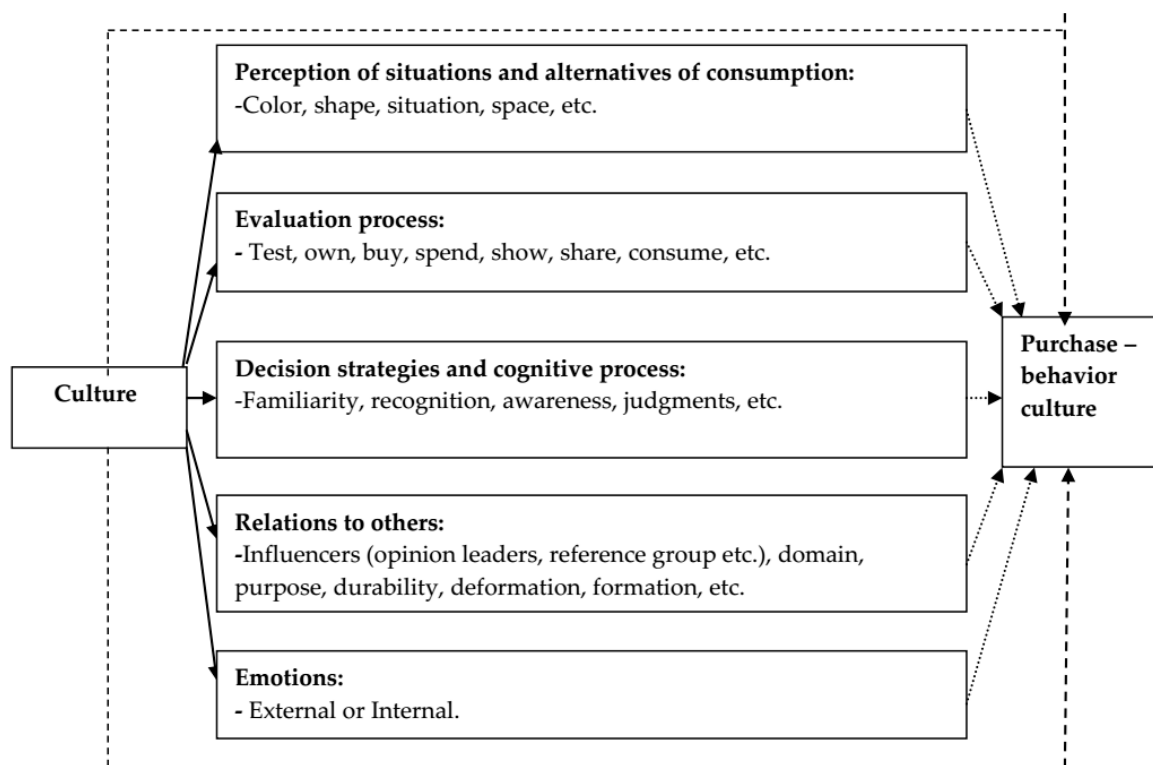 Perception of situations and alternatives of consumption:
-Color, shape, situation, space, etc.
Evaluation process:
- Test, own, buy, spend, show, share, consume, etc.
Culture
Decision strategies and cognitive process:
-Familiarity, recognition, awareness, judgments, etc.
Relations to others:
-Influencers (opinion leaders, reference group etc.), domain,
purpose, durability, deformation, formation, etc.
Emotions:
- External or Internal.
Purchase –
behavior
culture